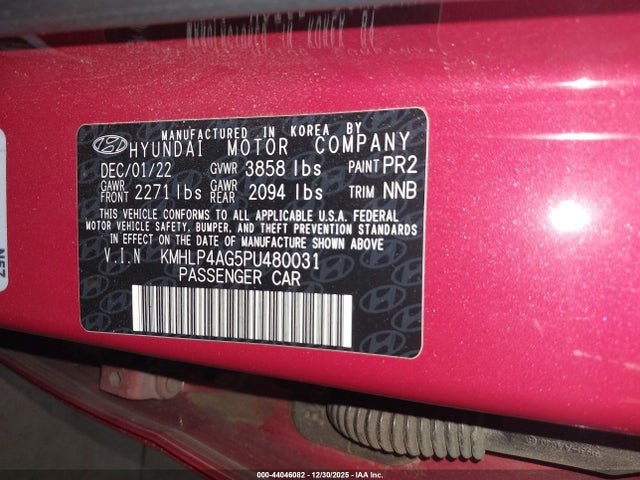 MANUFACTURED IN KOREA BY
HYUNDAI MOTOR COMPANY
DEC/01/22 GVWR 3858 lbs PAINT PR2
GAWR FRONT 2271 lbs GAWR REAR 2094 lbs TRIM NNB
THIS VEHICLE CONFORMS TO ALL APPLICABLE U.S.A. FEDERAL
MOTOR VEHICLE SAFETY, BUMPER, AND THEFT PREVENTION STANDARDS
IN EFFECT ON THE DATE OF MANUFACTURE SHOWN ABOVE
V.I.N KMHLP4AG5PU480031
PASSENGER CAR
N57
000-44046082 - 12/30/2025 - IAA Inc.